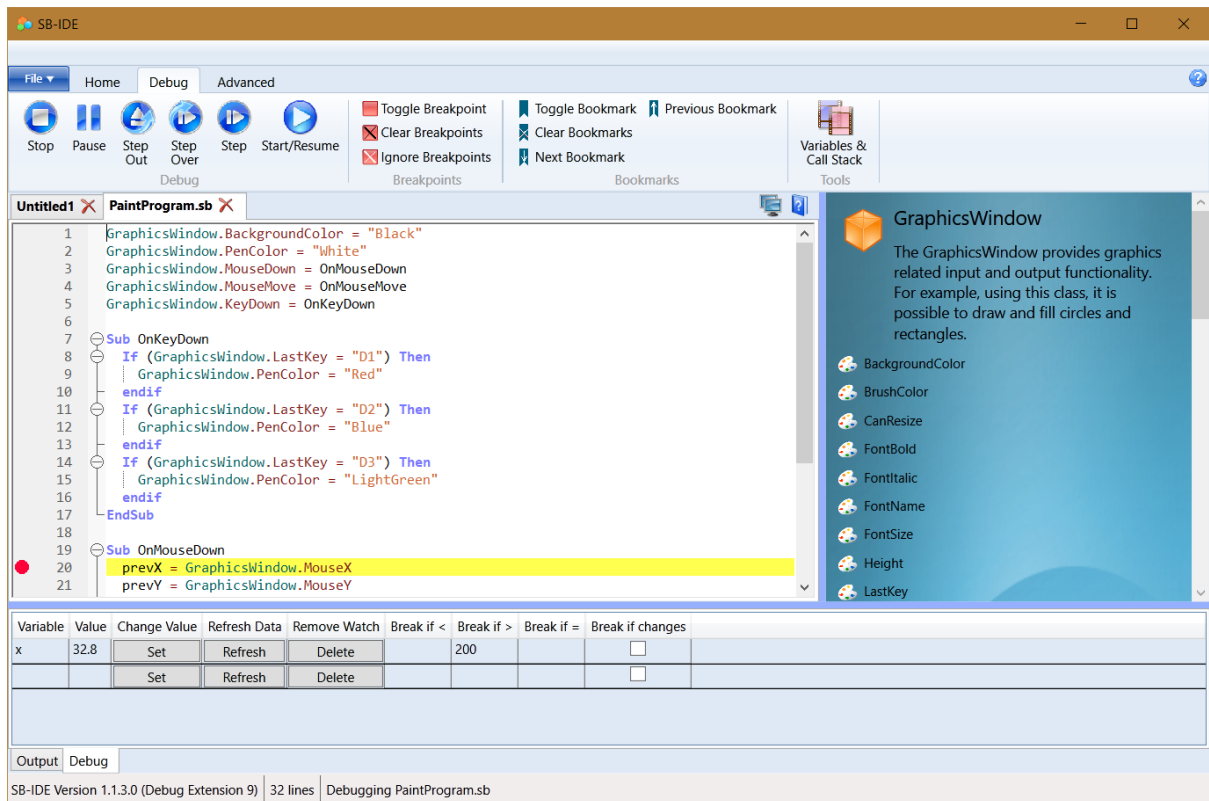 SB-IDE
File Home Debug Advanced
Stop Pause Step Out Step Over Step Start/Resume
Debug
Toggle Breakpoint
Clear Breakpoints
Ignore Breakpoints
Breakpoints
Toggle Bookmark Previous Bookmark
Clear Bookmarks
Next Bookmark
Bookmarks
Variables & Call Stack
Tools
Untitled1 PaintProgram.sb
1 GraphicsWindow.BackgroundColor = "Black"
2 GraphicsWindow.PenColor = "White"
3 GraphicsWindow.MouseDown = OnMouseDown
4 GraphicsWindow.MouseMove = OnMouseMove
5 GraphicsWindow.KeyDown = OnKeyDown
6
7 Sub OnKeyDown
8 If (GraphicsWindow.LastKey = "D1") Then
9 GraphicsWindow.PenColor = "Red"
10 endif
11 If (GraphicsWindow.LastKey = "D2") Then
12 GraphicsWindow.PenColor = "Blue"
13 endif
14 If (GraphicsWindow.LastKey = "D3") Then
15 GraphicsWindow.PenColor = "LightGreen"
16 endif
17 EndSub
18
19 Sub OnMouseDown
20 prevX = GraphicsWindow.MouseX
21 prevY = GraphicsWindow.MouseY
GraphicsWindow
The GraphicsWindow provides graphics
related input and output functionality.
For example, using this class, it is
possible to draw and fill circles and
rectangles.
BackgroundColor
BrushColor
CanResize
FontBold
FontItalic
FontName
FontSize
Height
LastKey
Variable Value Change Value Refresh Data Remove Watch Break if < Break if > Break if = Break if changes
x 32.8 Set Refresh Delete 200
Set Refresh Delete
Output Debug
SB-IDE Version 1.1.3.0 (Debug Extension 9) 32 lines Debugging PaintProgram.sb